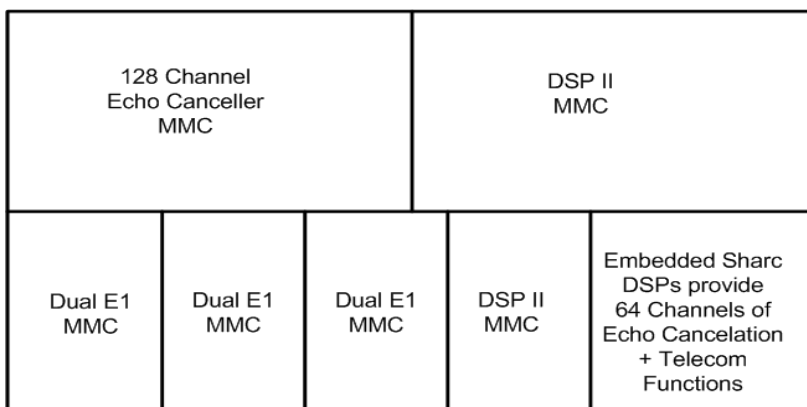 128 Channel
Echo Canceller
MMC
DSP II
MMC
Dual E1
MMC
Dual E1
MMC
Dual E1
MMC
DSP II
MMC
Embedded Sharc
DSPs provide
64 Channels of
Echo Cancelation
+ Telecom
Functions